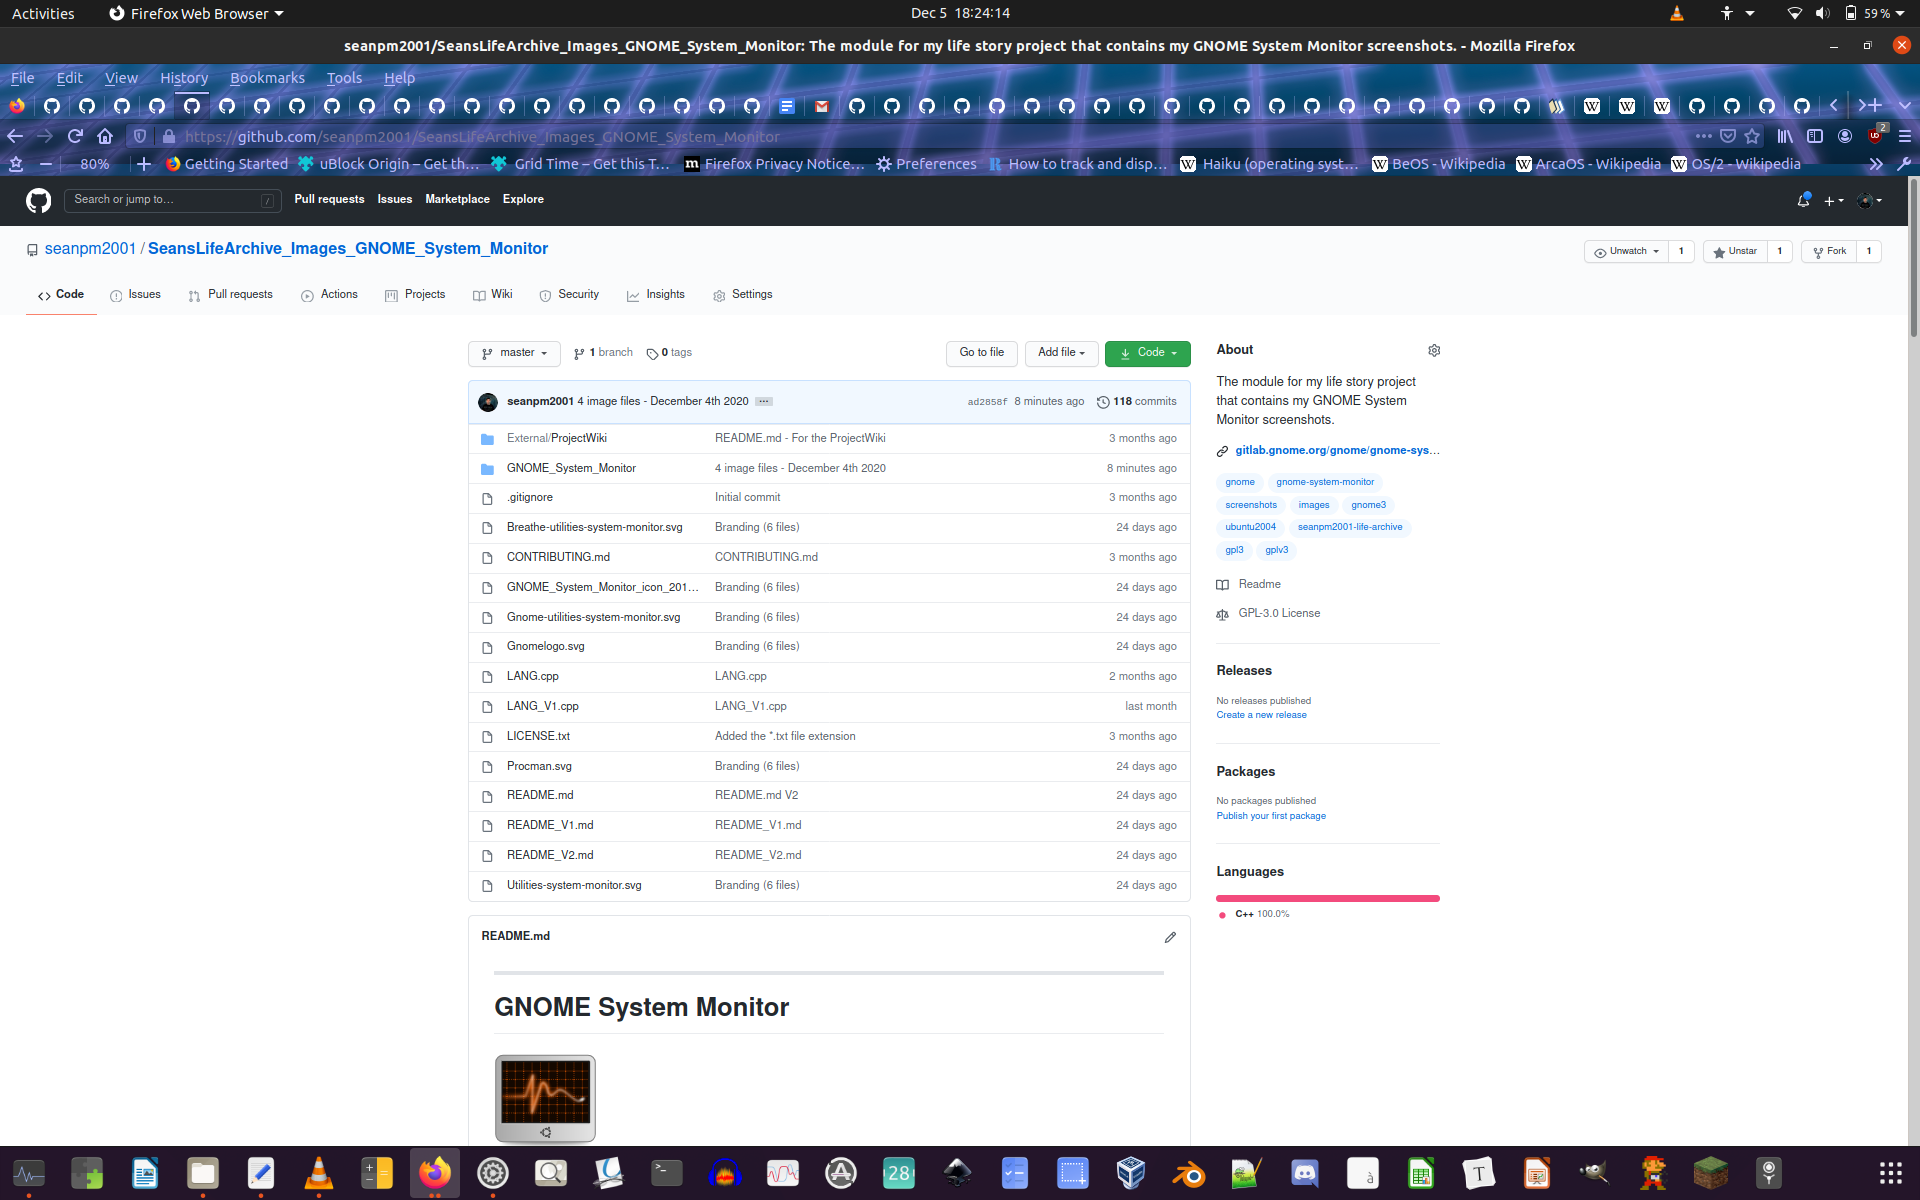 Activities Firefox Web Browser Dec 5 18:24:14 59 %
seanpm2001/SeansLifeArchive_Images_GNOME_System_Monitor: The module for my life story project that contains my GNOME System Monitor screenshots. - Mozilla Firefox
File Edit View History Bookmarks Tools Help
https://github.com/seanpm2001/SeansLifeArchive_Images_GNOME_System_Monitor 2
80% Getting Started uBlock Origin – Get th… Grid Time – Get this T… Firefox Privacy Notice… Preferences How to track and disp… Haiku (operating syst… BeOS - Wikipedia ArcaOS - Wikipedia OS/2 - Wikipedia
Search or jump to… / Pull requests Issues Marketplace Explore
seanpm2001 / SeansLifeArchive_Images_GNOME_System_Monitor Unwatch 1 Unstar 1 Fork 1
Code Issues Pull requests Actions Projects Wiki Security Insights Settings
master 1 branch 0 tags Go to file Add file Code
seanpm2001 4 image files - December 4th 2020 ad2858f 8 minutes ago 118 commits
External/ProjectWiki README.md - For the ProjectWiki 3 months ago
GNOME_System_Monitor 4 image files - December 4th 2020 8 minutes ago
.gitignore Initial commit 3 months ago
Breathe-utilities-system-monitor.svg Branding (6 files) 24 days ago
CONTRIBUTING.md CONTRIBUTING.md 3 months ago
GNOME_System_Monitor_icon_201… Branding (6 files) 24 days ago
Gnome-utilities-system-monitor.svg Branding (6 files) 24 days ago
Gnomelogo.svg Branding (6 files) 24 days ago
LANG.cpp LANG.cpp 2 months ago
LANG_V1.cpp LANG_V1.cpp last month
LICENSE.txt Added the *.txt file extension 3 months ago
Procman.svg Branding (6 files) 24 days ago
README.md README.md V2 24 days ago
README_V1.md README_V1.md 24 days ago
README_V2.md README_V2.md 24 days ago
Utilities-system-monitor.svg Branding (6 files) 24 days ago
README.md
GNOME System Monitor
About
The module for my life story project
that contains my GNOME System
Monitor screenshots.
gitlab.gnome.org/gnome/gnome-sys…
gnome gnome-system-monitor
screenshots images gnome3
ubuntu2004 seanpm2001-life-archive
gpl3 gplv3
Readme
GPL-3.0 License
Releases
No releases published
Create a new release
Packages
No packages published
Publish your first package
Languages
C++ 100.0%
28